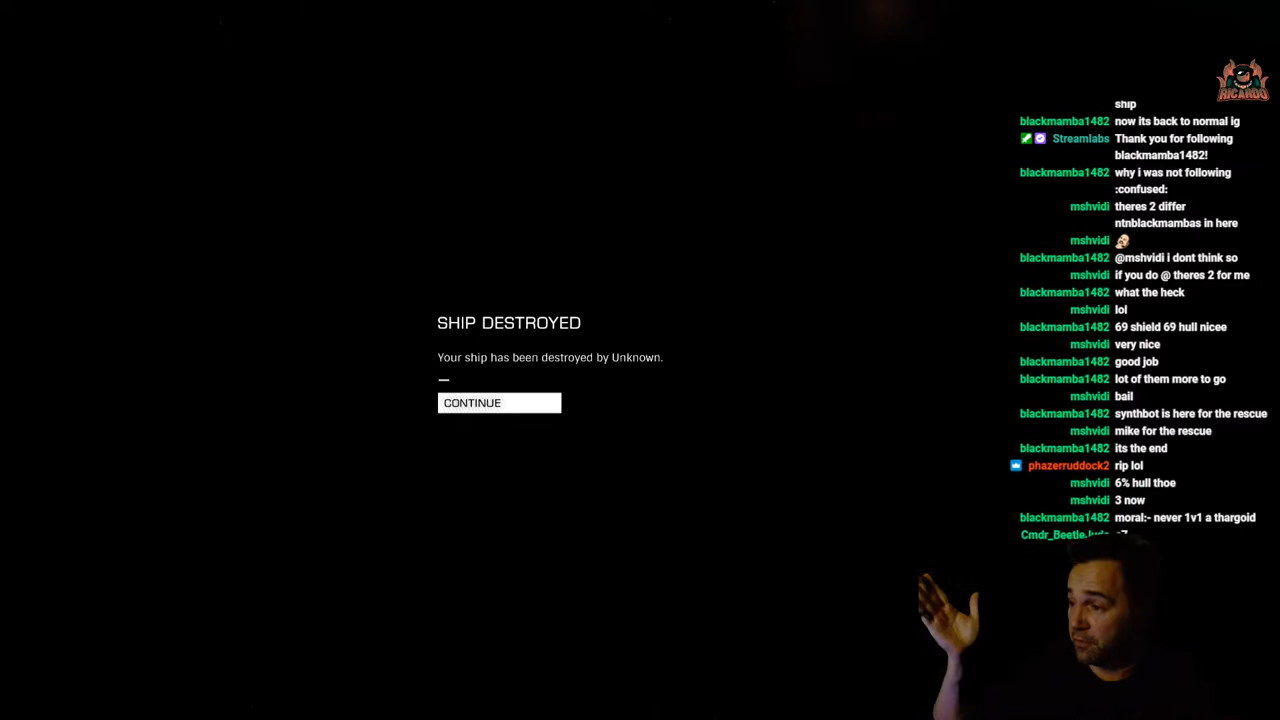 RICARDO
ship
blackmamba1482 now its back to normal ig
Streamlabs Thank you for following
blackmamba1482!
blackmamba1482 why i was not following
:confused:
mshvidi theres 2 differ
ntnblackmambas in here
mshvidi
blackmamba1482 @mshvidi i dont think so
mshvidi if you do @ theres 2 for me
blackmamba1482 what the heck
mshvidi lol
blackmamba1482 69 shield 69 hull nicee
mshvidi very nice
blackmamba1482 good job
blackmamba1482 lot of them more to go
mshvidi bail
blackmamba1482 synthbot is here for the rescue
mshvidi mike for the rescue
blackmamba1482 its the end
phazerruddock2 rip lol
mshvidi 6% hull thoe
mshvidi 3 now
blackmamba1482 moral:- never 1v1 a thargoid
SHIP DESTROYED
Your ship has been destroyed by Unknown.
CONTINUE